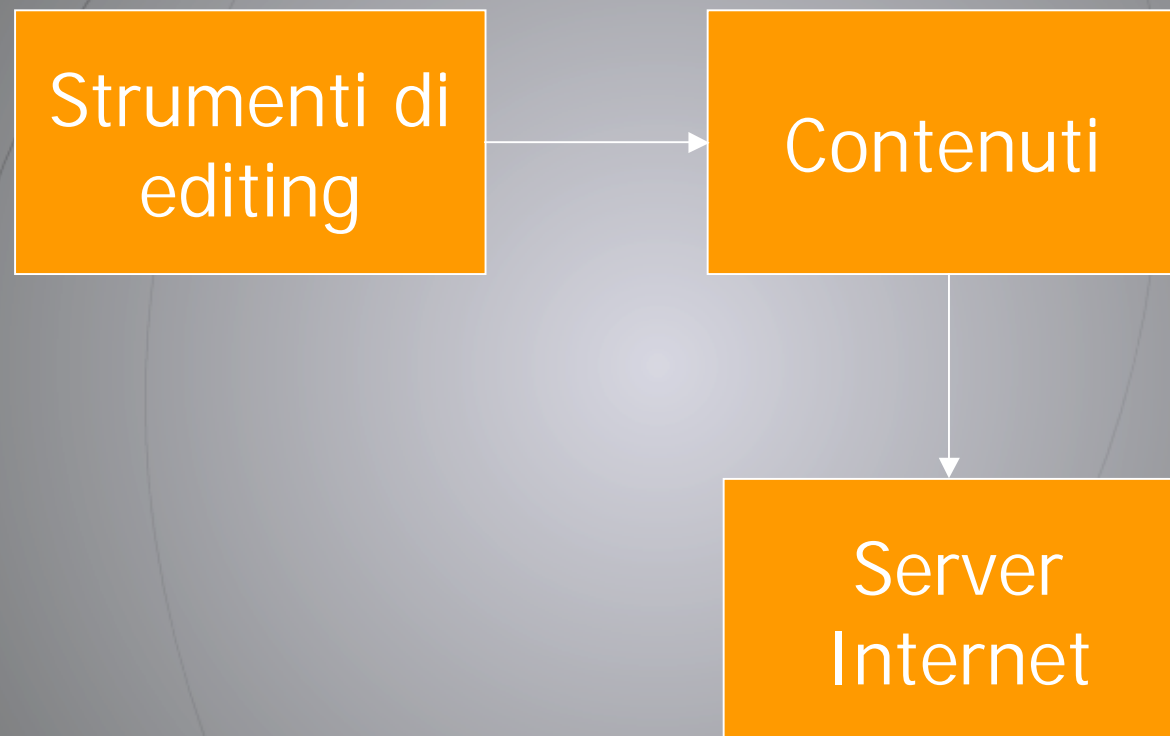 Strumenti di
editing
Contenuti
Server
Internet